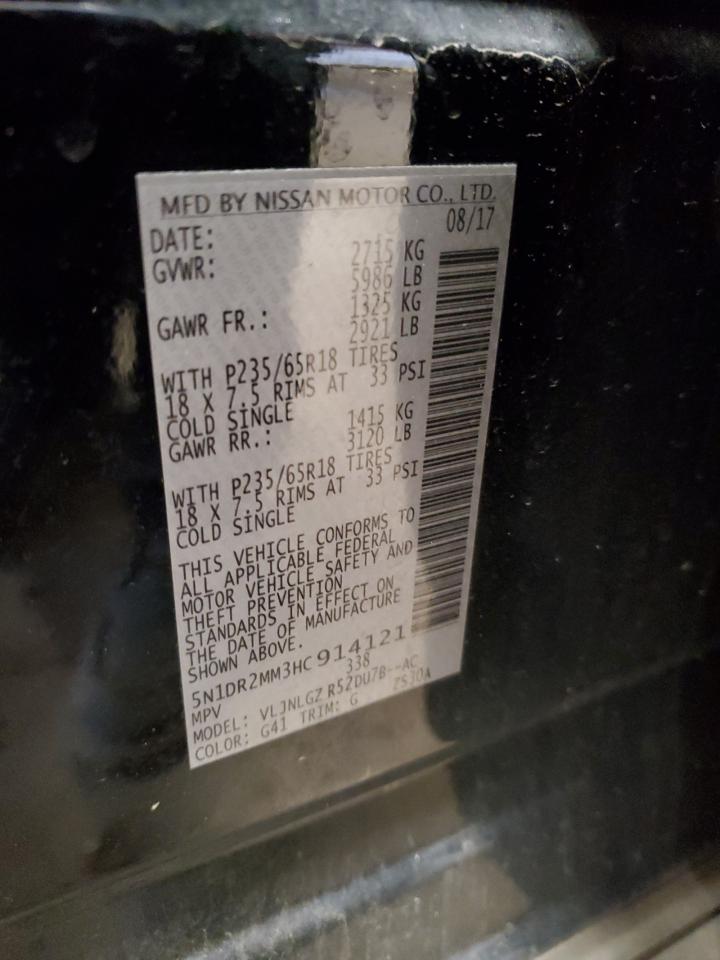 MFD BY NISSAN MOTOR CO., LTD.
DATE: 08/17
GVWR: 2715 KG
5986 LB
GAWR FR.: 1325 KG
2921 LB
WITH P235/65R18 TIRES
18 X 7.5 RIMS AT 33 PSI
COLD SINGLE
GAWR RR.: 1415 KG
3120 LB
WITH P235/65R18 TIRES
18 X 7.5 RIMS AT 33 PSI
COLD SINGLE
THIS VEHICLE CONFORMS TO
ALL APPLICABLE FEDERAL
MOTOR VEHICLE SAFETY AND
THEFT PREVENTION
STANDARDS IN EFFECT ON
THE DATE OF MANUFACTURE
SHOWN ABOVE.
5N1DR2MM3HC914121
MPV 338
MODEL: VLJNLGZ R52DU7B--AC
COLOR: G41 TRIM: G ZS30A